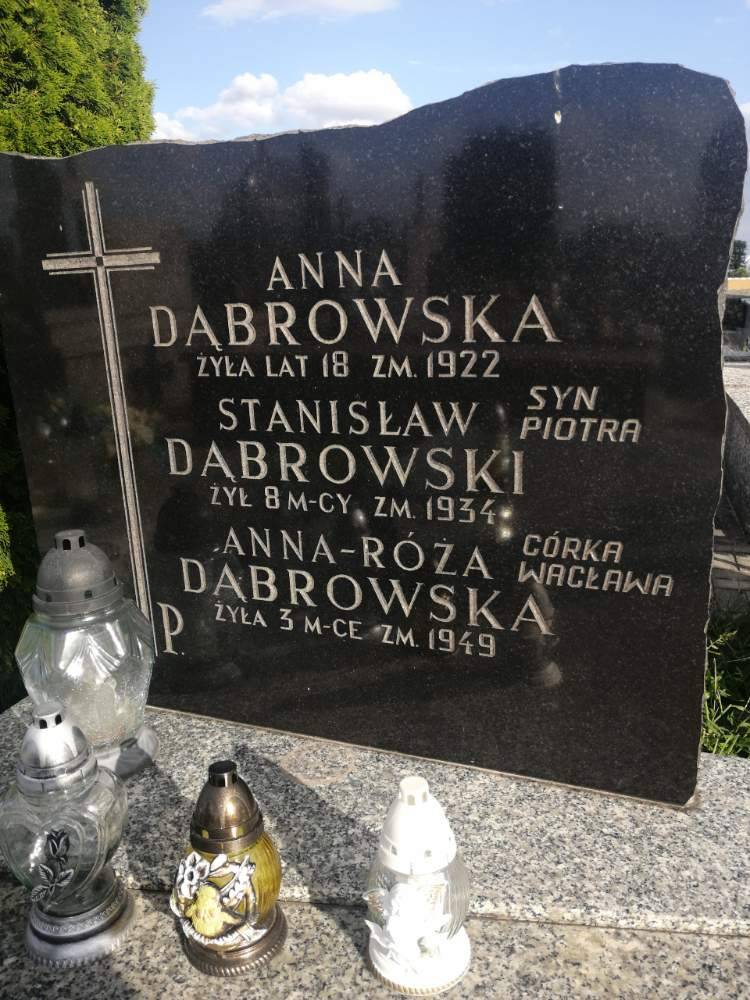 ANNA
DĄBROWSKA
ŻYŁA LAT 18 ZM. 1922
STANISŁAW SYN PIOTRA
DĄBROWSKI
ŻYŁ 8 M-CY ZM. 1934
ANNA-RÓŻA CÓRKA WACŁAWA
DĄBROWSKA
ŻYŁA 3 M-CE ZM. 1949
P.